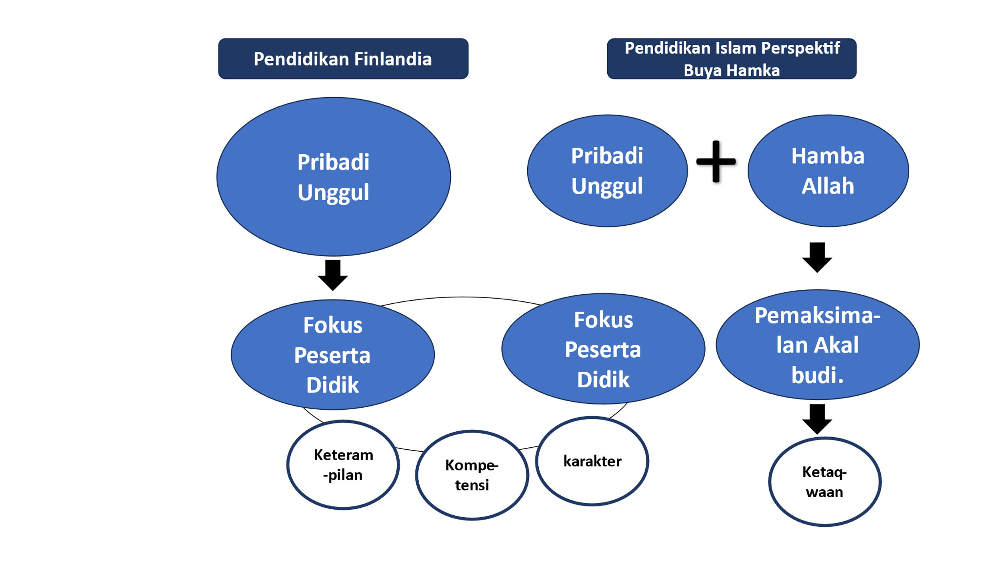 Pendidikan Finlandia
Pendidikan Islam Perspektif
Buya Hamka
Pribadi
Unggul
Pribadi
Unggul
Hamba
Allah
Fokus
Peserta
Didik
Fokus
Peserta
Didik
Pemaksima-
lan Akal
budi.
Keteram
-pilan
Kompe-
tensi
karakter
Ketaq-
waan